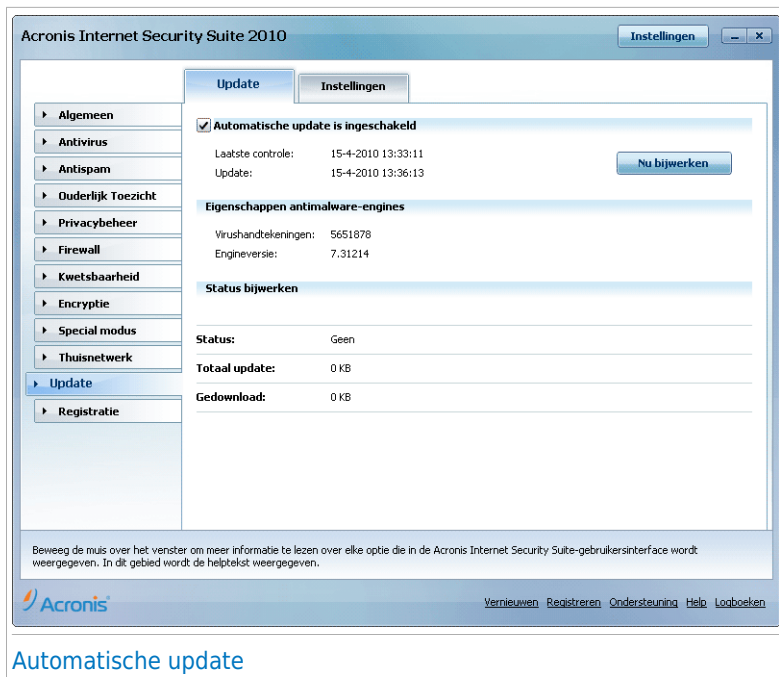 Acronis Internet Security Suite 2010
Instellingen
Update
Instellingen
Algemeen
Antivirus
Antispam
Ouderlijk Toezicht
Privacybeheer
Firewall
Kwetsbaarheid
Encryptie
Special modus
Thuisnetwerk
Update
Registratie
Automatische update is ingeschakeld
Laatste controle: 15-4-2010 13:33:11
Update: 15-4-2010 13:36:13
Nu bijwerken
Eigenschappen antimalware-engines
Virushandtekeningen: 5651878
Engineversie: 7.31214
Status bijwerken
Status: Geen
Totaal update: 0 KB
Gedownload: 0 KB
Beweeg de muis over het venster om meer informatie te lezen over elke optie die in de Acronis Internet Security Suite-gebruikersinterface wordt
weergegeven. In dit gebied wordt de helptekst weergegeven.
Acronis
Vernieuwen Registreren Ondersteuning Help Logboeken
Automatische update